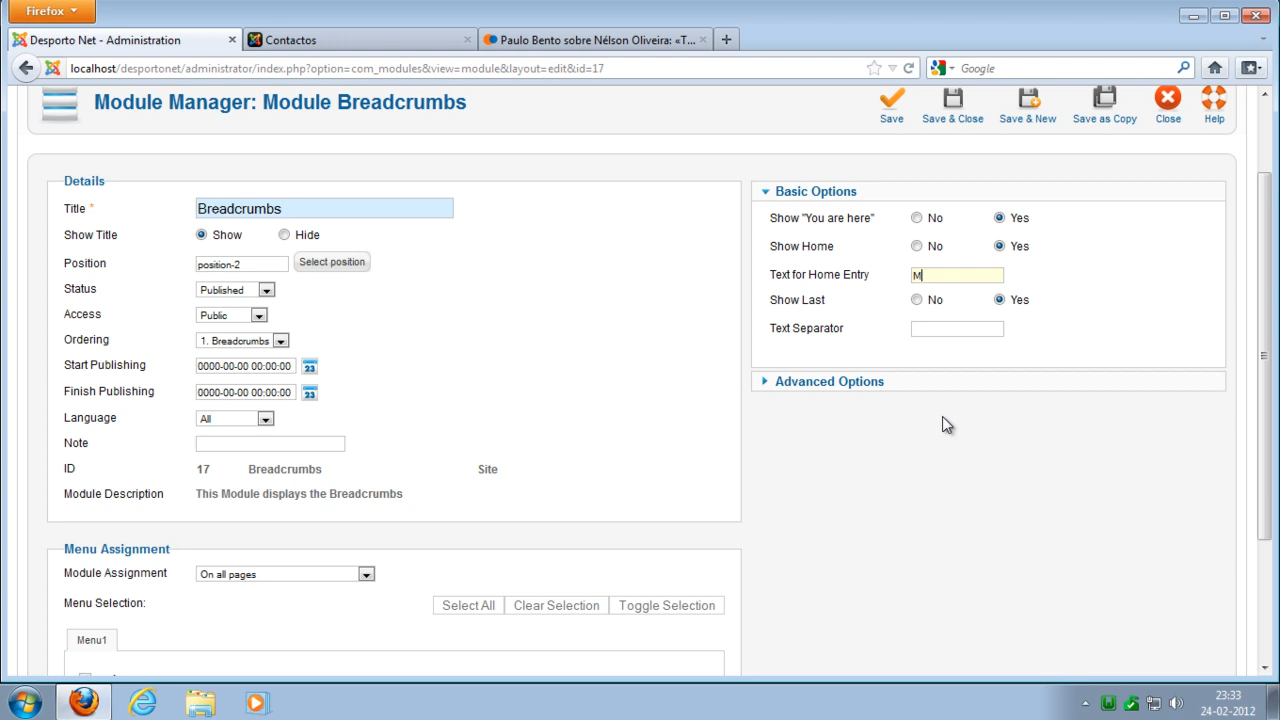 Firefox
Desporto Net - Administration
Contactos
Paulo Bento sobre Nélson Oliveira: «T...
localhost/desportonet/administrator/index.php?option=com_modules&view=module&layout=edit&id=17
Google
Module Manager: Module Breadcrumbs
Save
Save & Close
Save & New
Save as Copy
Close
Help
Details
Title *
Breadcrumbs
Show Title
Show
Hide
Position
position-2
Select position
Status
Published
Access
Public
Ordering
1. Breadcrumbs
Start Publishing
0000-00-00 00:00:00
23
Finish Publishing
0000-00-00 00:00:00
23
Language
All
Note
ID
17
Breadcrumbs
Site
Module Description
This Module displays the Breadcrumbs
Basic Options
Show "You are here"
No
Yes
Show Home
No
Yes
Text for Home Entry
M
Show Last
No
Yes
Text Separator
Advanced Options
Menu Assignment
Module Assignment
On all pages
Menu Selection:
Select All
Clear Selection
Toggle Selection
Menu1
23:33
24-02-2012